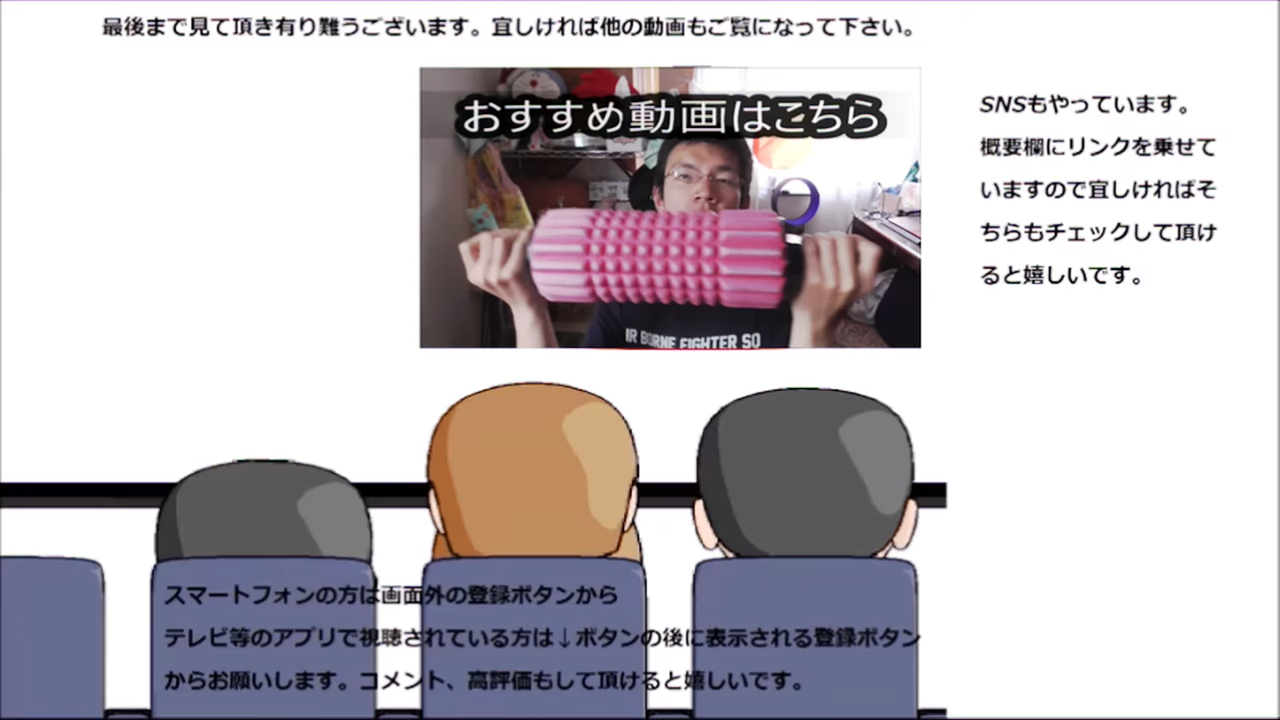 最後まで見て頂き有り難うございます。宜しければ他の動画もご覧になって下さい。
おすすめ動画はこちら
IR BORNE FIGHTER SO
SNSもやっています。
概要欄にリンクを乗せて
いますので宜しければそ
ちらもチェックして頂け
ると嬉しいです。
スマートフォンの方は画面外の登録ボタンから
テレビ等のアプリで視聴されている方は↓ボタンの後に表示される登録ボタン
からお願いします。コメント、高評価もして頂けると嬉しいです。